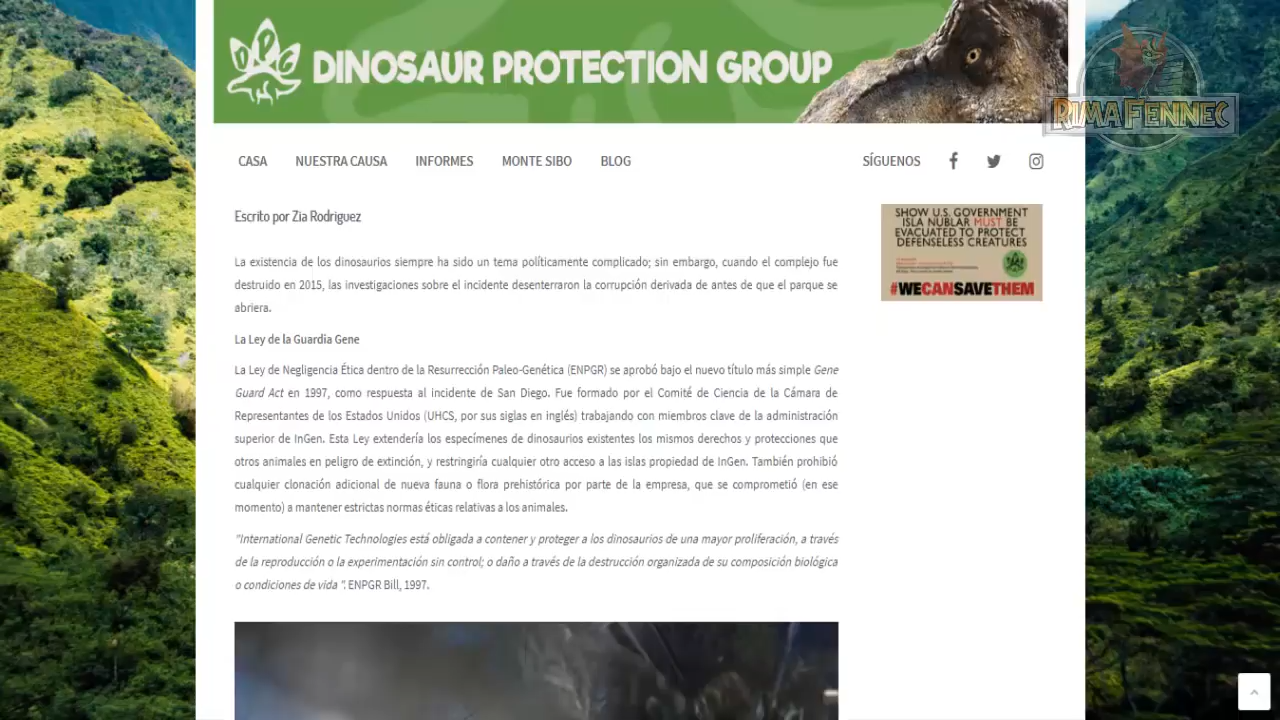 DINOSAUR PROTECTION GROUP
RIMA FENNEC
CASA NUESTRA CAUSA INFORMES MONTE SIBO BLOG SÍGUENOS
Escrito por Zia Rodriguez
La existencia de los dinosaurios siempre ha sido un tema políticamente complicado; sin embargo, cuando el complejo fue
destruido en 2015, las investigaciones sobre el incidente desenterraron la corrupción derivada de antes de que el parque se
abriera.
La Ley de la Guardia Gene
La Ley de Negligencia Ética dentro de la Resurrección Paleo-Genética (ENPGR) se aprobó bajo el nuevo título más simple Gene
Guard Act en 1997, como respuesta al incidente de San Diego. Fue formado por el Comité de Ciencia de la Cámara de
Representantes de los Estados Unidos (UHCS, por sus siglas en inglés) trabajando con miembros clave de la administración
superior de InGen. Esta Ley extendería los especímenes de dinosaurios existentes los mismos derechos y protecciones que
otros animales en peligro de extinción, y restringiría cualquier otro acceso a las islas propiedad de InGen. También prohibió
cualquier clonación adicional de nueva fauna o flora prehistórica por parte de la empresa, que se comprometió (en ese
momento) a mantener estrictas normas éticas relativas a los animales.
"International Genetic Technologies está obligada a contener y proteger a los dinosaurios de una mayor proliferación, a través
de la reproducción o la experimentación sin control; o daño a través de la destrucción organizada de su composición biológica
o condiciones de vida ". ENPGR Bill, 1997.
SHOW U.S. GOVERNMENT
ISLA NUBLAR MUST BE
EVACUATED TO PROTECT
DEFENSELESS CREATURES
#WECANSAVETHEM